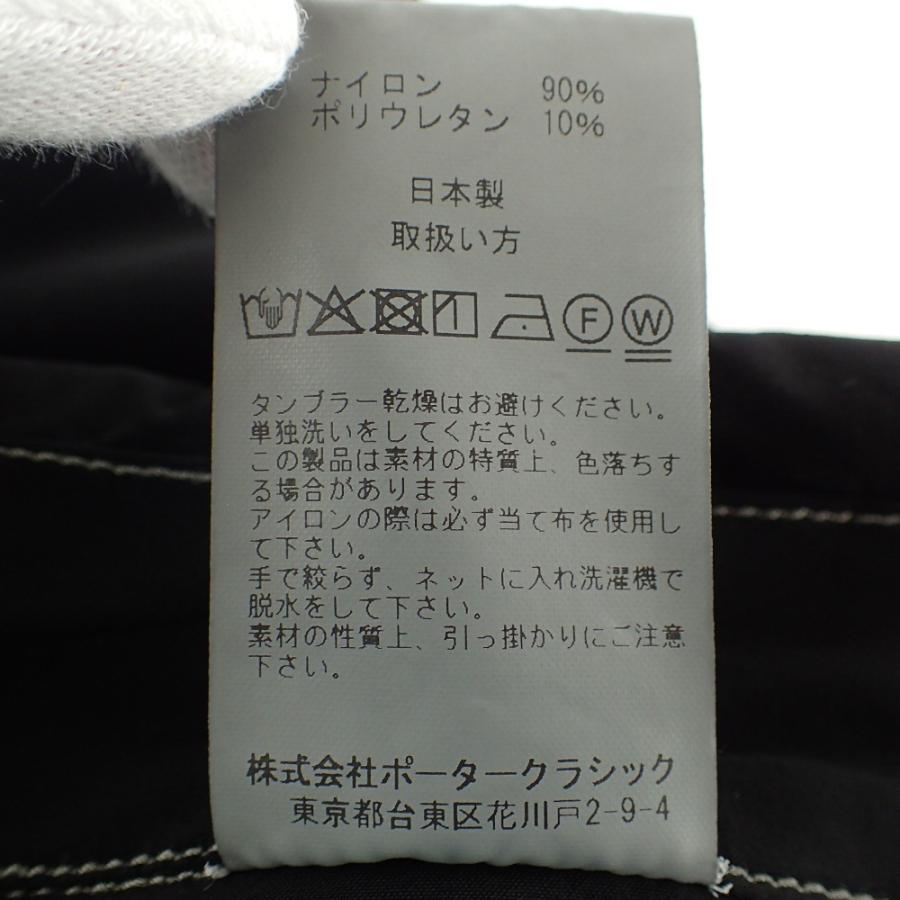 ナイロン 90%
ポリウレタン 10%
日本製
取扱い方
F W
タンブラー乾燥はお避けください。
単独洗いをしてください。
この製品は素材の特質上、色落ちす
る場合があります。
アイロンの際は必ず当て布を使用し
て下さい。
手で絞らず、ネットに入れ洗濯機で
脱水をして下さい。
素材の性質上、引っ掛かりにご注意
下さい。
株式会社ポータークラシック
東京都台東区花川戸2-9-4